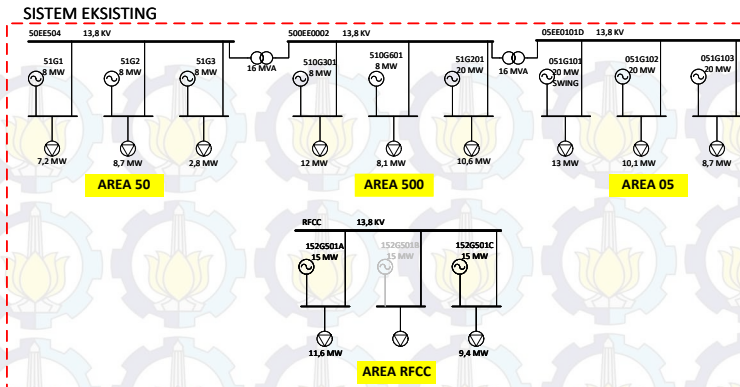 SISTEM EKSISTING
50EE504 13,8 KV
500EE0002 13,8 KV
05EE0101D 13,8 KV
16 MVA
16 MVA
51G1
8 MW
51G2
8 MW
51G3
8 MW
510G301
8 MW
510G601
8 MW
51G201
20 MW
051G101
20 MW
SWING
051G102
20 MW
051G103
20 MW
7,2 MW
8,7 MW
2,8 MW
12 MW
8,1 MW
10,6 MW
13 MW
10,1 MW
8,7 MW
AREA 50
AREA 500
AREA 05
RFCC 13,8 KV
152G501A
15 MW
152G501B
15 MW
152G501C
15 MW
11,6 MW
9,4 MW
AREA RFCC